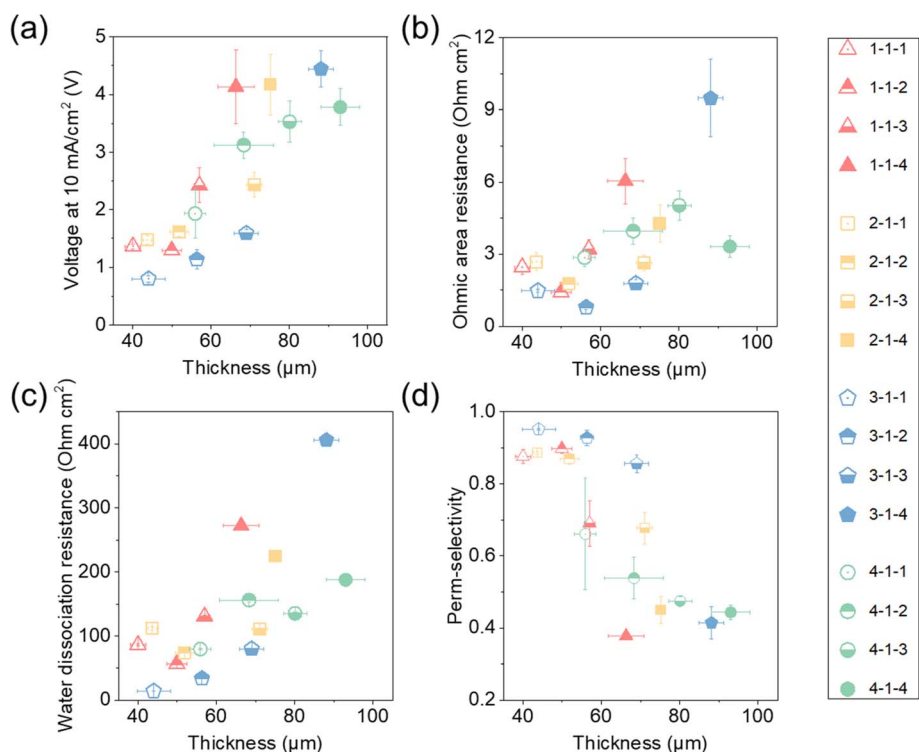 (a)
Voltage at 10 mA/cm² (V)
5
4
3
2
1
0
40 60 80 100
Thickness (μm)
(b)
Ohmic area resistance (Ohm cm²)
12
9
6
3
0
40 60 80 100
Thickness (μm)
(c)
Water dissociation resistance (Ohm cm²)
400
300
200
100
0
40 60 80 100
Thickness (μm)
(d)
Perm-selectivity
1.0
0.8
0.6
0.4
0.2
40 60 80 100
Thickness (μm)
1-1-1
1-1-2
1-1-3
1-1-4
2-1-1
2-1-2
2-1-3
2-1-4
3-1-1
3-1-2
3-1-3
3-1-4
4-1-1
4-1-2
4-1-3
4-1-4